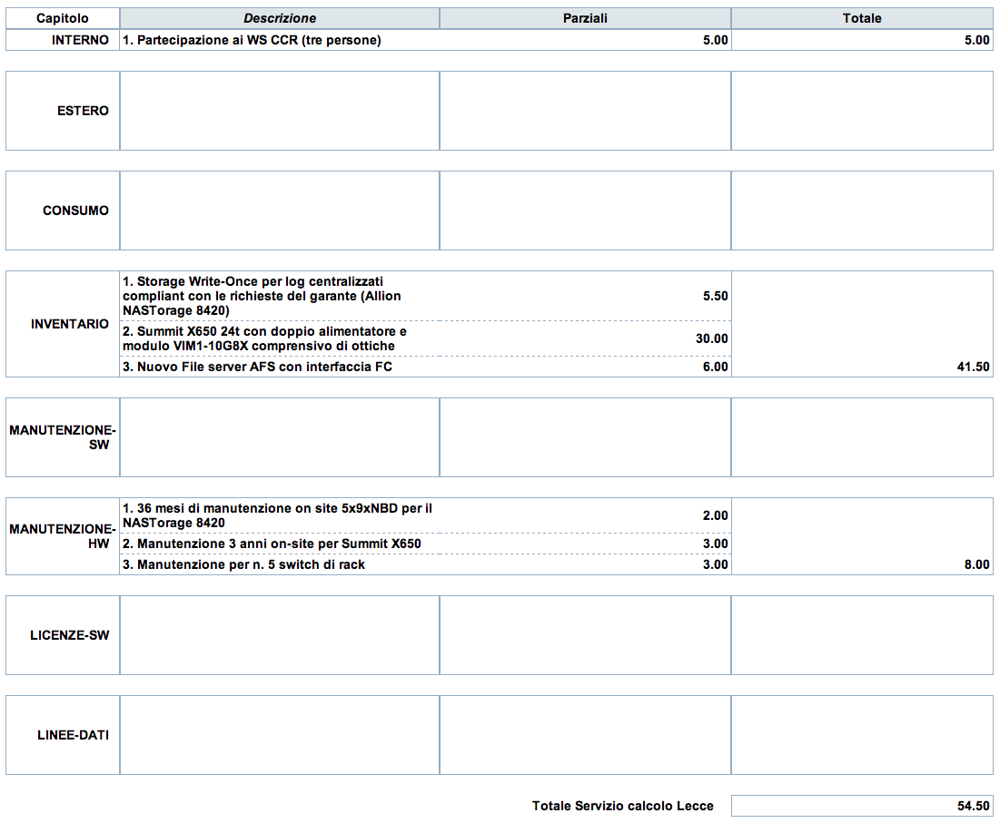 Capitolo Descrizione Parziali Totale
INTERNO 1. Partecipazione ai WS CCR (tre persone) 5.00 5.00
ESTERO
CONSUMO
INVENTARIO
1. Storage Write-Once per log centralizzati
compliant con le richieste del garante (Allion
NASTorage 8420)
5.50
2. Summit X650 24t con doppio alimentatore e
modulo VIM1-10G8X comprensivo di ottiche
30.00
3. Nuovo File server AFS con interfaccia FC 6.00 41.50
MANUTENZIONE-
SW
MANUTENZIONE-
HW
1. 36 mesi di manutenzione on site 5x9xNBD per il
NASTorage 8420
2.00
2. Manutenzione 3 anni on-site per Summit X650 3.00
3. Manutenzione per n. 5 switch di rack 3.00 8.00
LICENZE-SW
LINEE-DATI
Totale Servizio calcolo Lecce 54.50